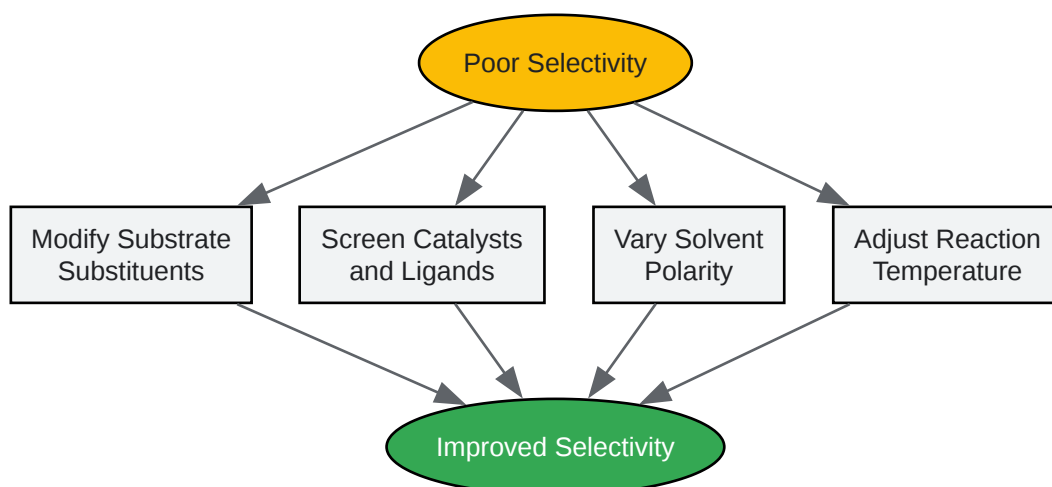 Poor Selectivity
Modify Substrate
Substituents
Screen Catalysts
and Ligands
Vary Solvent
Polarity
Adjust Reaction
Temperature
Improved Selectivity